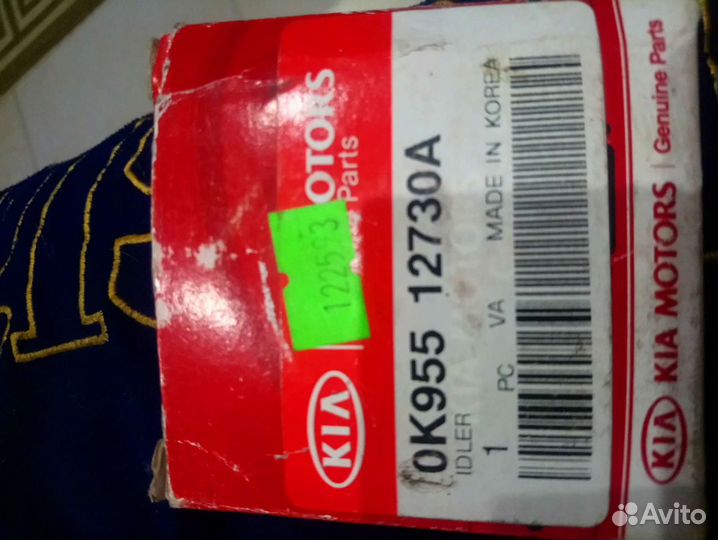 KIA MOTORS
Parts
122593
0K955 12730A
IDLER
1 PC VA MADE IN KOREA
KIA KIA MOTORS | Genuine Parts
Avito